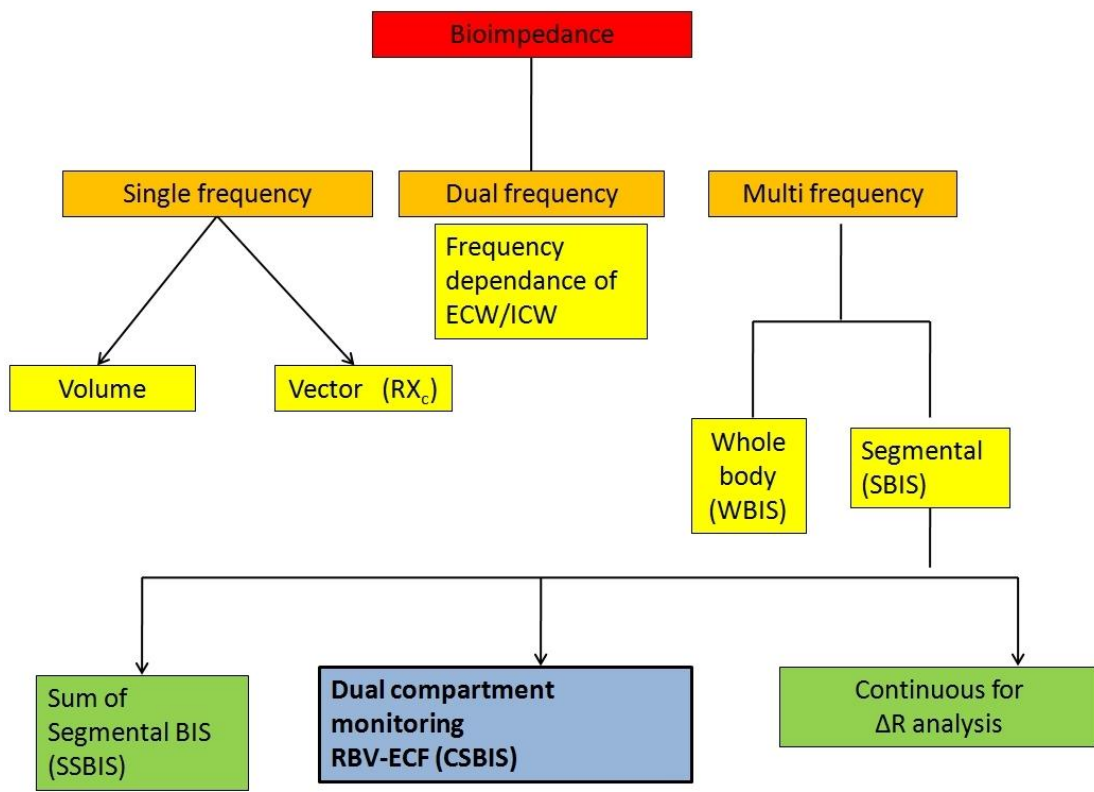 Bioimpedance
Single frequency
Dual frequency
Multi frequency
Frequency
dependance of
ECW/ICW
Volume
Vector (RXc)
Whole
body
(WBIS)
Segmental
(SBIS)
Sum of
Segmental BIS
(SSBIS)
Dual compartment
monitoring
RBV-ECF (CSBIS)
Continuous for
ΔR analysis